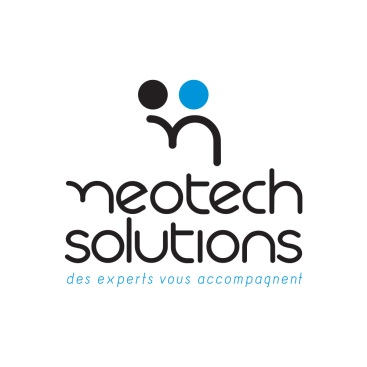 neotech
solutions
des experts vous accompagnent